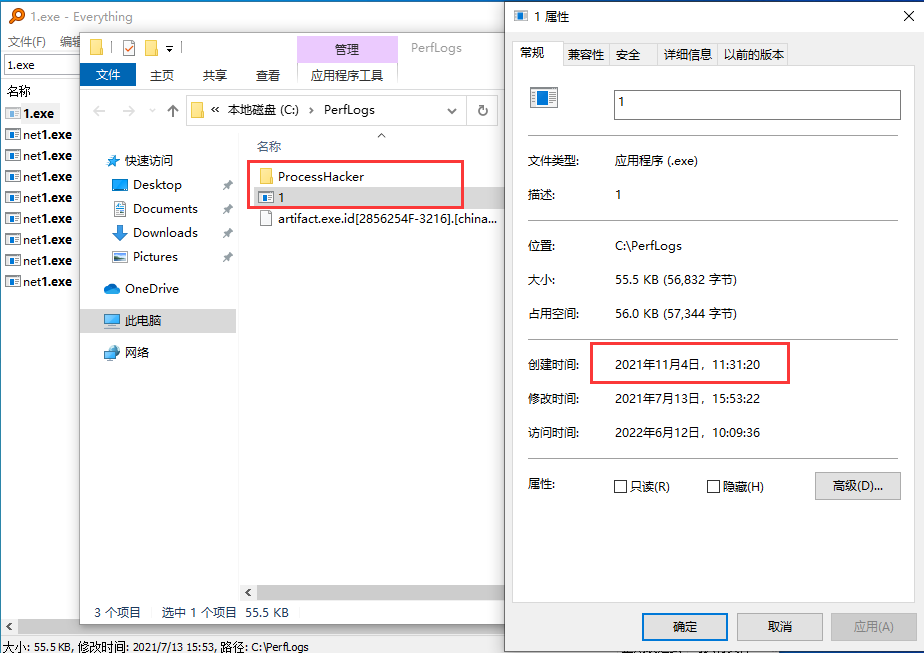 1.exe - Everything
文件(F) 编辑
1.exe
名称
1.exe
net1.exe
net1.exe
net1.exe
net1.exe
net1.exe
net1.exe
net1.exe
net1.exe
大小: 55.5 KB, 修改时间: 2021/7/13 15:53, 路径: C:\PerfLogs
管理 PerfLogs
文件 主页 共享 查看 应用程序工具
« 本地磁盘 (C:) › PerfLogs
快速访问
Desktop
Documents
Downloads
Pictures
OneDrive
此电脑
网络
名称
ProcessHacker
1
artifact.exe.id[2856254F-3216].[china...
3 个项目 选中 1 个项目 55.5 KB
1 属性
常规 兼容性 安全 详细信息 以前的版本
1
文件类型: 应用程序 (.exe)
描述: 1
位置: C:\PerfLogs
大小: 55.5 KB (56,832 字节)
占用空间: 56.0 KB (57,344 字节)
创建时间: 2021年11月4日，11:31:20
修改时间: 2021年7月13日，15:53:22
访问时间: 2022年6月12日，10:09:36
属性: 只读(R) 隐藏(H) 高级(D)...
确定 取消 应用(A)